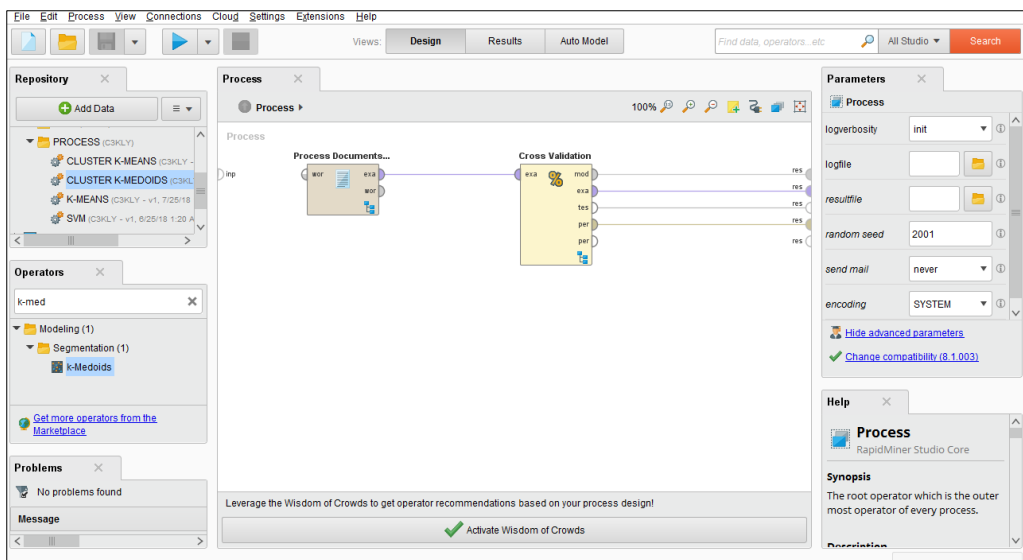 File Edit Process View Connections Cloud Settings Extensions Help
Views: Design Results Auto Model Find data, operators...etc All Studio ▼ Search
Repository
Add Data
PROCESS (C3KLY)
CLUSTER K-MEANS (C3KLY -
CLUSTER K-MEDOIDS (C3KL
K-MEANS (C3KLY - v1, 7/25/18
SVM (C3KLY - v1, 6/25/18 1:20 A
Operators
k-med
Modeling (1)
Segmentation (1)
k-Medoids
Get more operators from the
Marketplace
Problems
No problems found
Message
Process
Process
100%
Process
Process Documents...
wor exa
wor
Cross Validation
exa mod
exa
tes
per
per
inp
res
res
res
res
res
Leverage the Wisdom of Crowds to get operator recommendations based on your process design!
Activate Wisdom of Crowds
Parameters
Process
logverbosity init
logfile
resultfile
random seed 2001
send mail never
encoding SYSTEM
Hide advanced parameters
Change compatibility (8.1.003)
Help
Process
RapidMiner Studio Core
Synopsis
The root operator which is the outer
most operator of every process.
Description